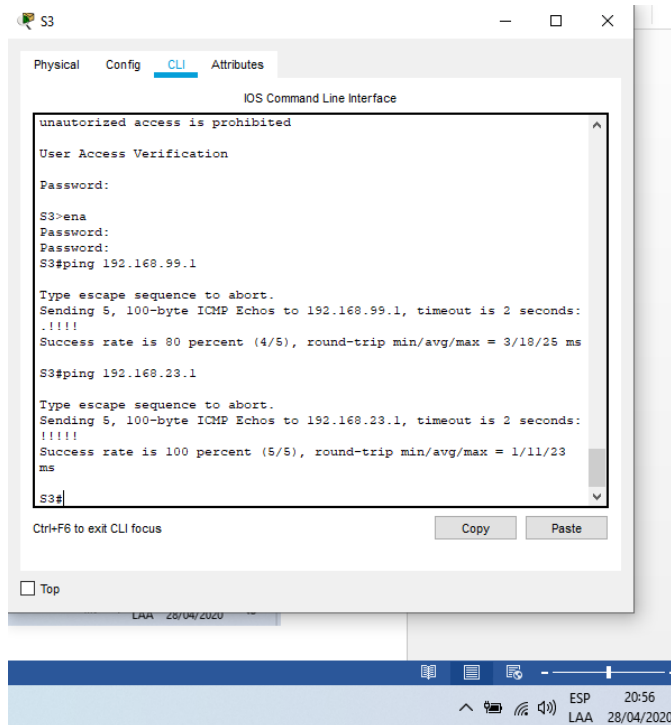 S3
Physical Config CLI Attributes
IOS Command Line Interface
unautorized access is prohibited
User Access Verification
Password:
S3>ena
Password:
Password:
S3#ping 192.168.99.1
Type escape sequence to abort.
Sending 5, 100-byte ICMP Echos to 192.168.99.1, timeout is 2 seconds:
.!!!!
Success rate is 80 percent (4/5), round-trip min/avg/max = 3/18/25 ms
S3#ping 192.168.23.1
Type escape sequence to abort.
Sending 5, 100-byte ICMP Echos to 192.168.23.1, timeout is 2 seconds:
!!!!!
Success rate is 100 percent (5/5), round-trip min/avg/max = 1/11/23
ms
S3#
Ctrl+F6 to exit CLI focus
Copy Paste
Top
LAA 28/04/2020
ESP 20:56
LAA 28/04/2020